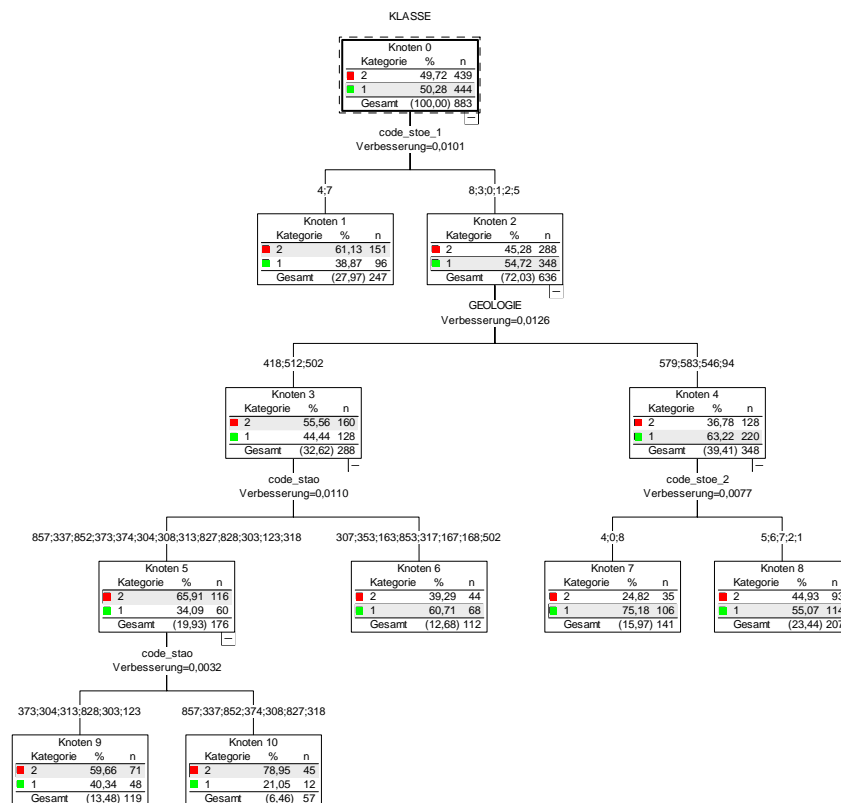 KLASSE
Knoten 0
Kategorie % n
2 49,72 439
1 50,28 444
Gesamt (100,00) 883
code_stoe_1
Verbesserung=0,0101
4;7
8;3;0;1;2;5
Knoten 1
Kategorie % n
2 61,13 151
1 38,87 96
Gesamt (27,97) 247
Knoten 2
Kategorie % n
2 45,28 288
1 54,72 348
Gesamt (72,03) 636
GEOLOGIE
Verbesserung=0,0126
418;512;502
579;583;546;94
Knoten 3
Kategorie % n
2 55,56 160
1 44,44 128
Gesamt (32,62) 288
Knoten 4
Kategorie % n
2 36,78 128
1 63,22 220
Gesamt (39,41) 348
code_stao
Verbesserung=0,0110
code_stoe_2
Verbesserung=0,0077
857;337;852;373;374;304;308;313;827;828;303;123;318
307;353;163;853;317;167;168;502
4;0;8
5;6;7;2;1
Knoten 5
Kategorie % n
2 65,91 116
1 34,09 60
Gesamt (19,93) 176
Knoten 6
Kategorie % n
2 39,29 44
1 60,71 68
Gesamt (12,68) 112
Knoten 7
Kategorie % n
2 24,82 35
1 75,18 106
Gesamt (15,97) 141
Knoten 8
Kategorie % n
2 44,93 93
1 55,07 114
Gesamt (23,44) 207
code_stao
Verbesserung=0,0032
373;304;313;828;303;123
857;337;852;374;308;827;318
Knoten 9
Kategorie % n
2 59,66 71
1 40,34 48
Gesamt (13,48) 119
Knoten 10
Kategorie % n
2 78,95 45
1 21,05 12
Gesamt (6,46) 57